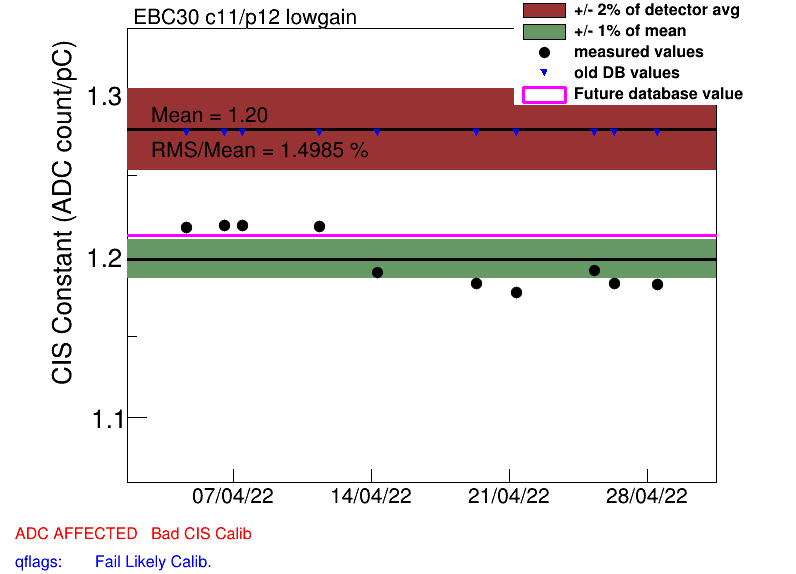 EBC30 c11/p12 lowgain
+/- 2% of detector avg
+/- 1% of mean
measured values
old DB values
Future database value
CIS Constant (ADC count/pC)
1.3
Mean = 1.20
RMS/Mean = 1.4985 %
1.2
1.1
07/04/22 14/04/22 21/04/22 28/04/22
ADC AFFECTED Bad CIS Calib
qflags: Fail Likely Calib.